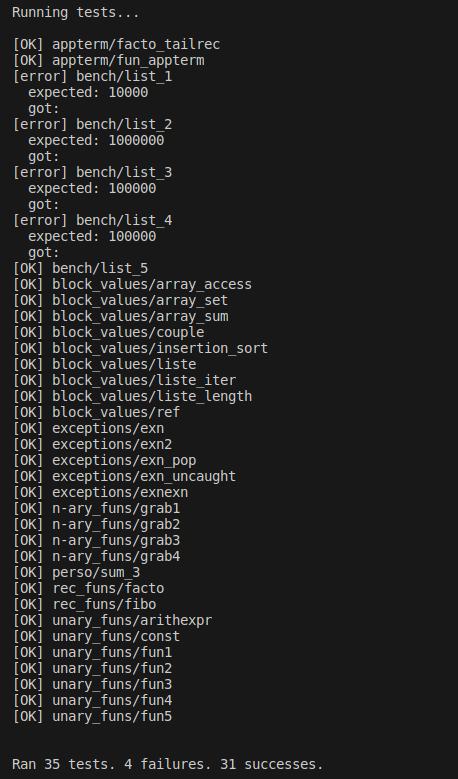 Running tests...

[OK] appterm/facto_tailrec
[OK] appterm/fun_appterm
[error] bench/list_1
  expected: 10000
  got:
[error] bench/list_2
  expected: 1000000
  got:
[error] bench/list_3
  expected: 100000
  got:
[error] bench/list_4
  expected: 100000
  got:
[OK] bench/list_5
[OK] block_values/array_access
[OK] block_values/array_set
[OK] block_values/array_sum
[OK] block_values/couple
[OK] block_values/insertion_sort
[OK] block_values/liste
[OK] block_values/liste_iter
[OK] block_values/liste_length
[OK] block_values/ref
[OK] exceptions/exn
[OK] exceptions/exn2
[OK] exceptions/exn_pop
[OK] exceptions/exn_uncaught
[OK] exceptions/exnexn
[OK] n-ary_funs/grab1
[OK] n-ary_funs/grab2
[OK] n-ary_funs/grab3
[OK] n-ary_funs/grab4
[OK] perso/sum_3
[OK] rec_funs/facto
[OK] rec_funs/fibo
[OK] unary_funs/arithexpr
[OK] unary_funs/const
[OK] unary_funs/fun1
[OK] unary_funs/fun2
[OK] unary_funs/fun3
[OK] unary_funs/fun4
[OK] unary_funs/fun5

Ran 35 tests. 4 failures. 31 successes.